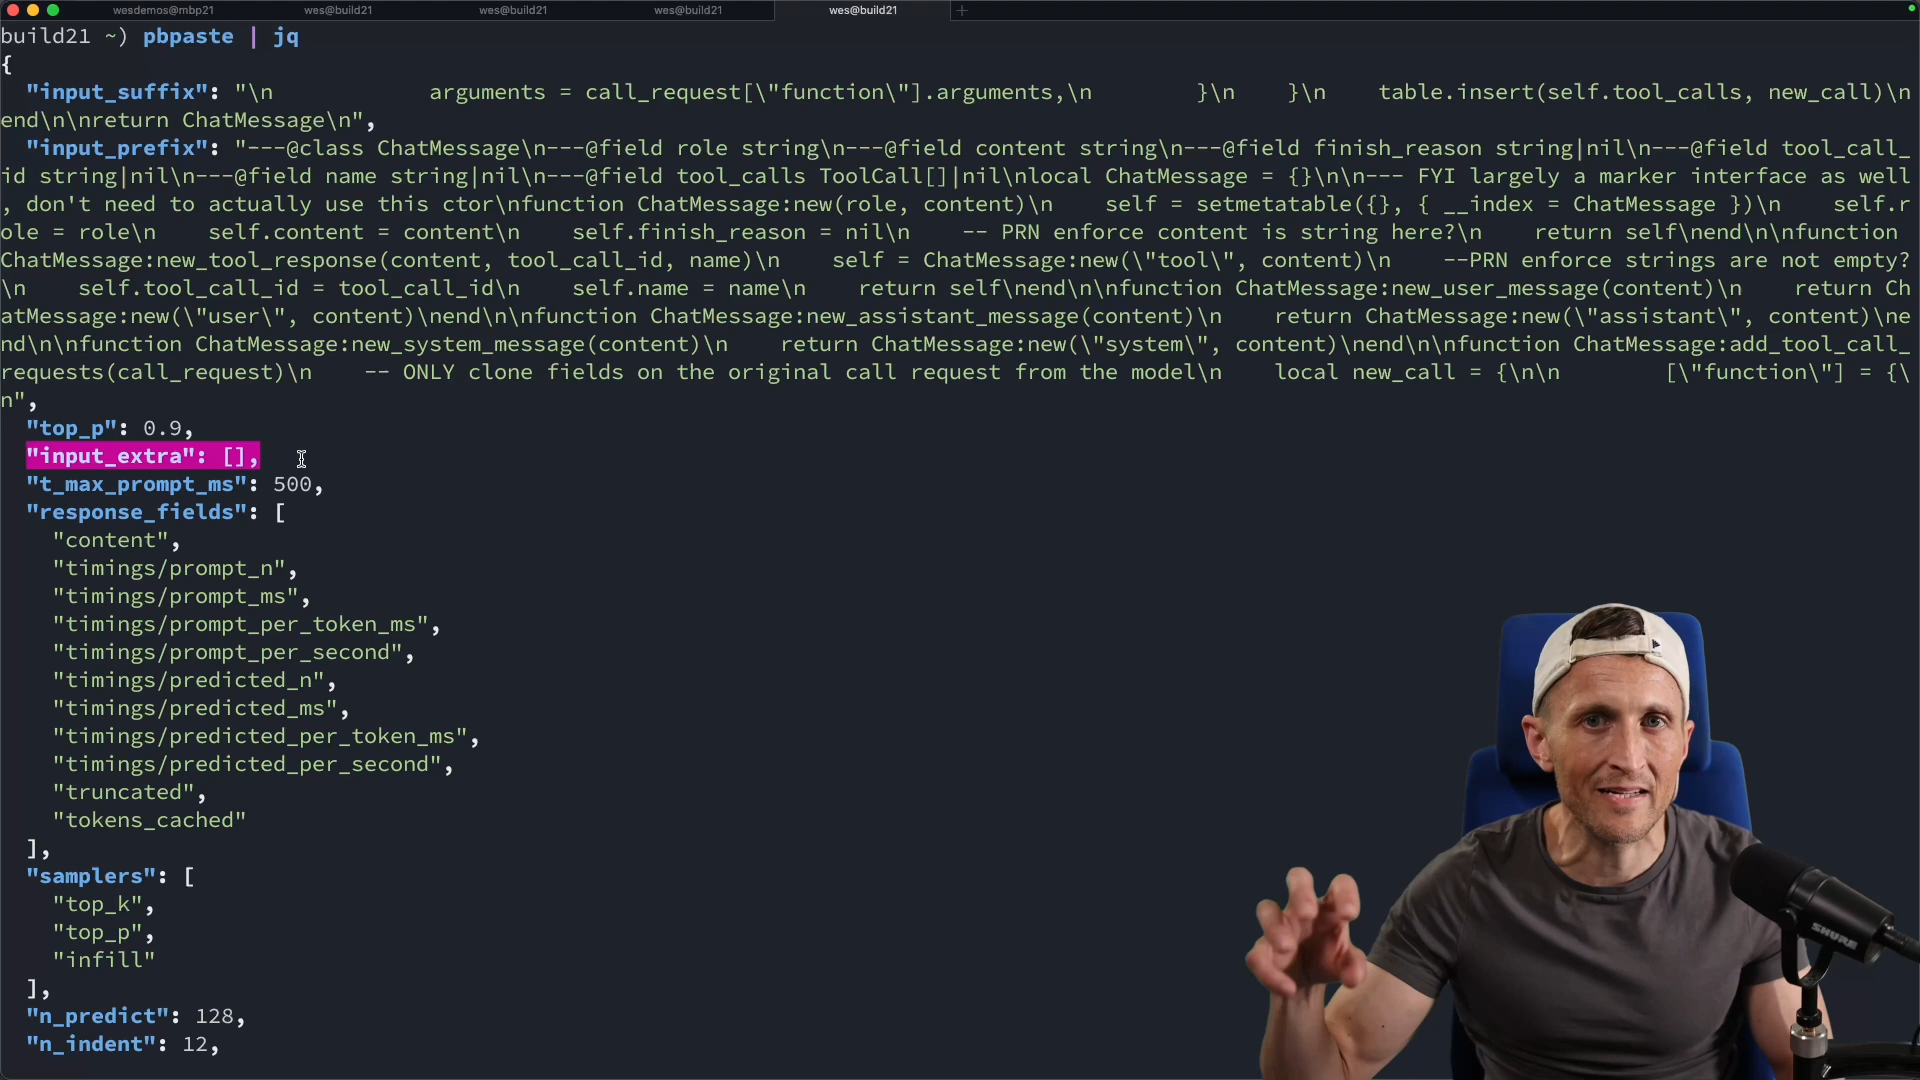 wesdemos@mbp21 wes@build21 wes@build21 wes@build21 wes@build21
build21 ~) pbpaste | jq
{
  "input_suffix": "\n            arguments = call_request[\"function\"].arguments,\n        }\n    }\n    table.insert(self.tool_calls, new_call)\n
end\n\nreturn ChatMessage\n",
  "input_prefix": "---@class ChatMessage\n---@field role string\n---@field content string\n---@field finish_reason string|nil\n---@field tool_call_
id string|nil\n---@field name string|nil\n---@field tool_calls ToolCall[]|nil\nlocal ChatMessage = {}\n\n--- FYI largely a marker interface as well
, don't need to actually use this ctor\nfunction ChatMessage:new(role, content)\n    self = setmetatable({}, { __index = ChatMessage })\n    self.r
ole = role\n    self.content = content\n    self.finish_reason = nil\n    -- PRN enforce content is string here?\n    return self\nend\n\nfunction
ChatMessage:new_tool_response(content, tool_call_id, name)\n    self = ChatMessage:new(\"tool\", content)\n    --PRN enforce strings are not empty?
\n    self.tool_call_id = tool_call_id\n    self.name = name\n    return self\nend\n\nfunction ChatMessage:new_user_message(content)\n    return Ch
atMessage:new(\"user\", content)\nend\n\nfunction ChatMessage:new_assistant_message(content)\n    return ChatMessage:new(\"assistant\", content)\ne
nd\n\nfunction ChatMessage:new_system_message(content)\n    return ChatMessage:new(\"system\", content)\nend\n\nfunction ChatMessage:add_tool_call_
requests(call_request)\n    -- ONLY clone fields on the original call request from the model\n    local new_call = {\n\n        [\"function\"] = {\
n",
  "top_p": 0.9,
  "input_extra": [],
  "t_max_prompt_ms": 500,
  "response_fields": [
    "content",
    "timings/prompt_n",
    "timings/prompt_ms",
    "timings/prompt_per_token_ms",
    "timings/prompt_per_second",
    "timings/predicted_n",
    "timings/predicted_ms",
    "timings/predicted_per_token_ms",
    "timings/predicted_per_second",
    "truncated",
    "tokens_cached"
  ],
  "samplers": [
    "top_k",
    "top_p",
    "infill"
  ],
  "n_predict": 128,
  "n_indent": 12,
SHURE